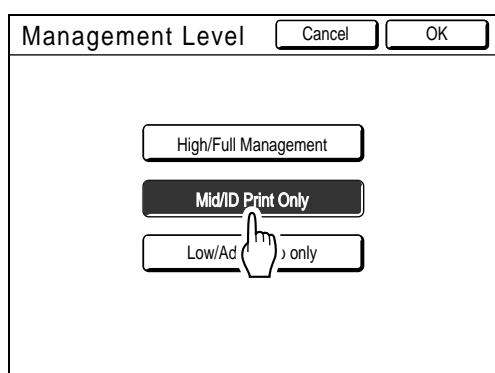 Management Level
Cancel
OK
High/Full Management
Mid/ID Print Only
Low/Ad only